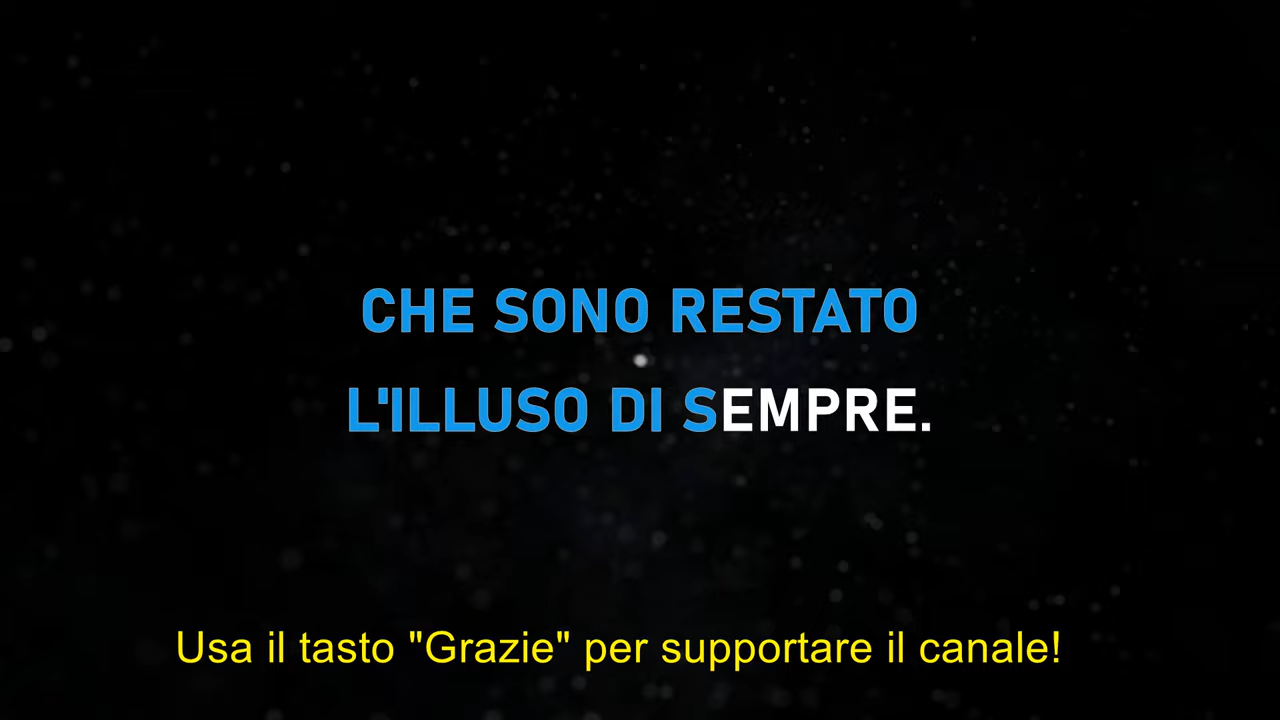 CHE SONO RESTATO
L'ILLUSO DI SEMPRE.
Usa il tasto "Grazie" per supportare il canale!